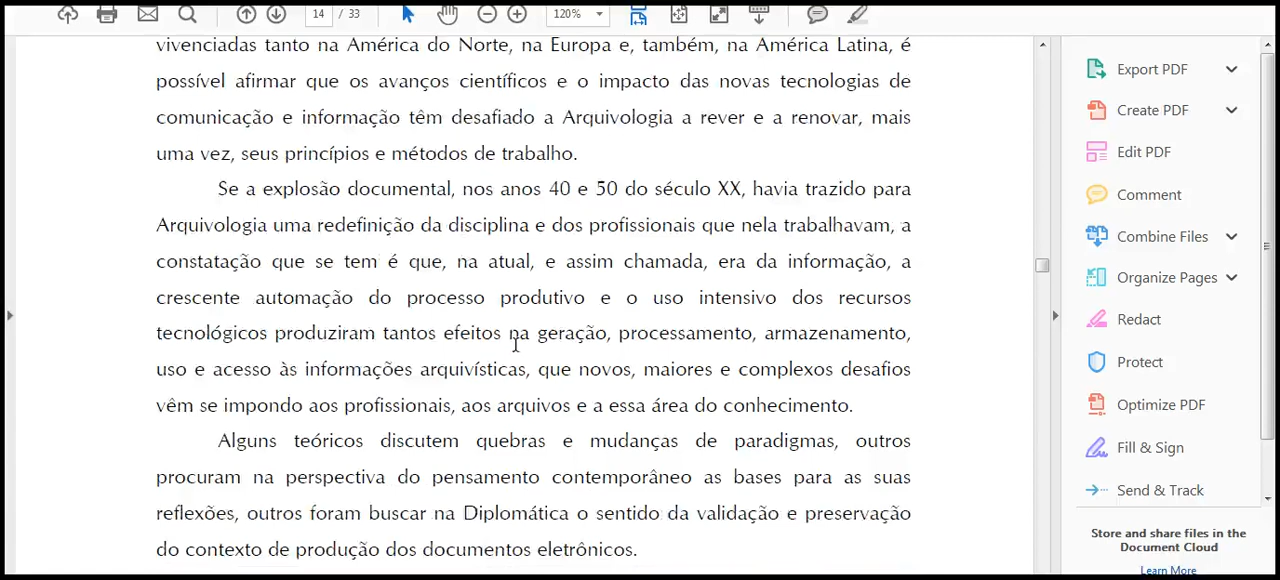 14 / 33
120%
vivenciadas tanto na América do Norte, na Europa e, também, na América Latina, é
possível afirmar que os avanços científicos e o impacto das novas tecnologias de
comunicação e informação têm desafiado a Arquivologia a rever e a renovar, mais
uma vez, seus princípios e métodos de trabalho.
Se a explosão documental, nos anos 40 e 50 do século XX, havia trazido para
Arquivologia uma redefinição da disciplina e dos profissionais que nela trabalhavam, a
constatação que se tem é que, na atual, e assim chamada, era da informação, a
crescente automação do processo produtivo e o uso intensivo dos recursos
tecnológicos produziram tantos efeitos na geração, processamento, armazenamento,
uso e acesso às informações arquivísticas, que novos, maiores e complexos desafios
vêm se impondo aos profissionais, aos arquivos e a essa área do conhecimento.
Alguns teóricos discutem quebras e mudanças de paradigmas, outros
procuram na perspectiva do pensamento contemporâneo as bases para as suas
reflexões, outros foram buscar na Diplomática o sentido da validação e preservação
do contexto de produção dos documentos eletrônicos.
Export PDF
Create PDF
Edit PDF
Comment
Combine Files
Organize Pages
Redact
Protect
Optimize PDF
Fill & Sign
Send & Track
Store and share files in the
Document Cloud
Learn More